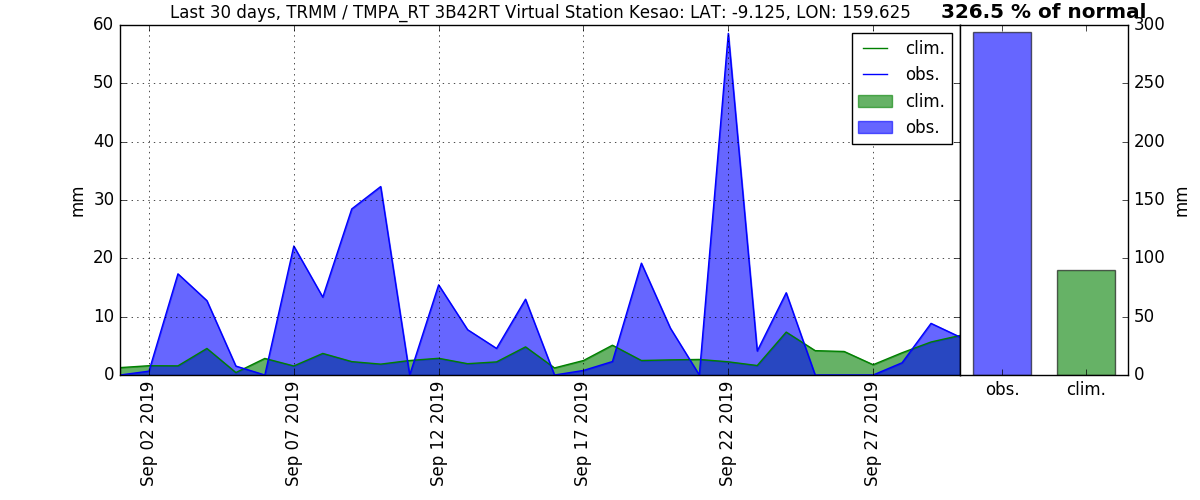 Last 30 days, TRMM / TMPA_RT 3B42RT Virtual Station Kesao: LAT: -9.125, LON: 159.625
326.5 % of normal
60
50
40
30
20
10
0
mm
clim.
obs.
clim.
obs.
300
250
200
150
100
50
0
mm
Sep 02 2019
Sep 07 2019
Sep 12 2019
Sep 17 2019
Sep 22 2019
Sep 27 2019
obs.
clim.